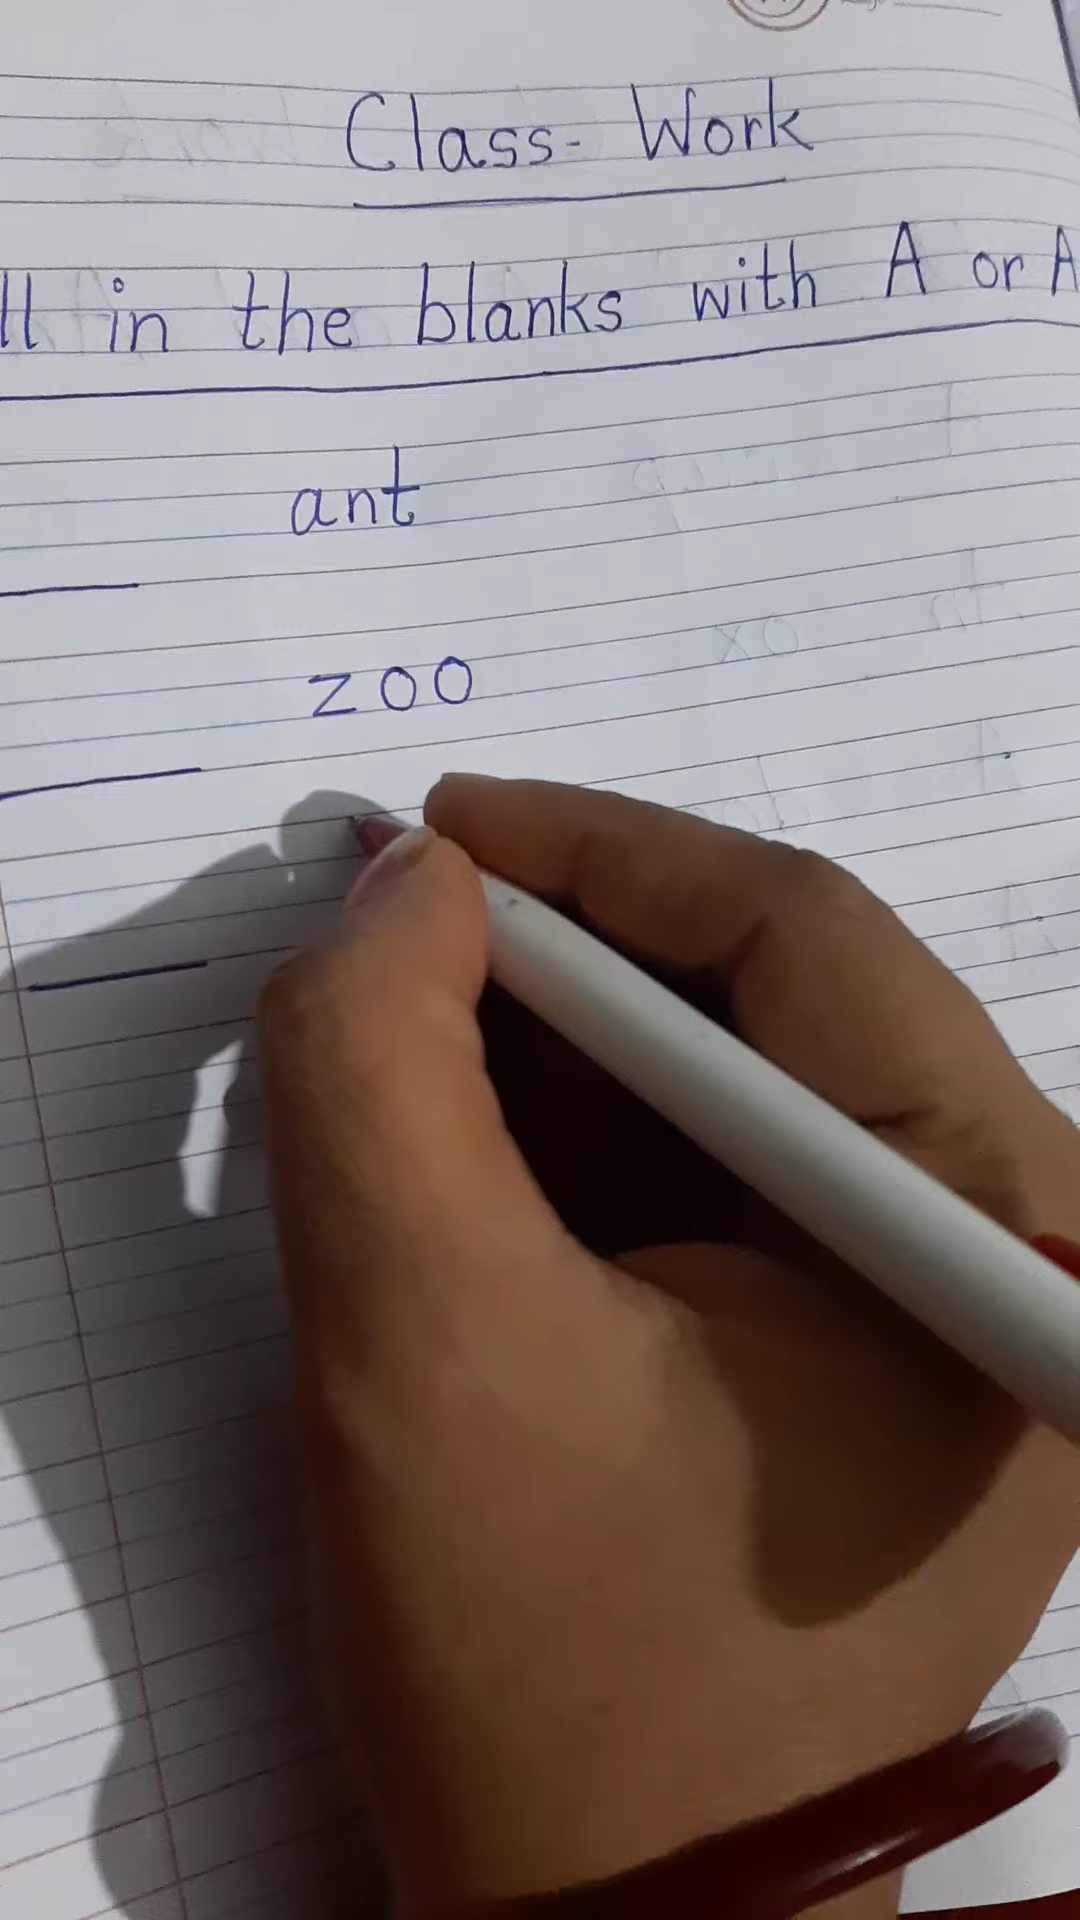 Class-Work
ll in the blanks with A or A
ant
zoo